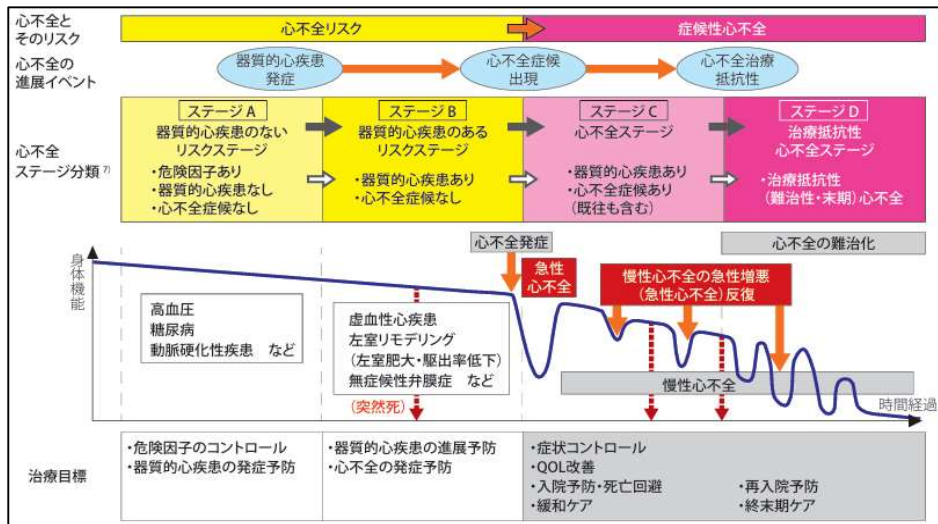 心不全と
そのリスク
心不全リスク
症候性心不全
心不全の
進展イベント
器質的心疾患
発症
心不全症候
出現
心不全治療
抵抗性
心不全
ステージ分類 7)
ステージ A
器質的心疾患のない
リスクステージ
・危険因子あり
・器質的心疾患なし
・心不全症候なし
ステージ B
器質的心疾患のある
リスクステージ
・器質的心疾患あり
・心不全症候なし
ステージ C
心不全ステージ
・器質的心疾患あり
・心不全症候あり
(既往も含む)
ステージ D
治療抵抗性
心不全ステージ
・治療抵抗性
(難治性・末期)心不全
心不全発症
心不全の難治化
身体機能
急性
心不全
慢性心不全の急性増悪
(急性心不全)反復
高血圧
糖尿病
動脈硬化性疾患 など
虚血性心疾患
左室リモデリング
(左室肥大・駆出率低下)
無症候性弁膜症 など
(突然死)
慢性心不全
時間経過
治療目標
・危険因子のコントロール
・器質的心疾患の発症予防
・器質的心疾患の進展予防
・心不全の発症予防
・症状コントロール
・QOL改善
・入院予防・死亡回避
・緩和ケア
・再入院予防
・終末期ケア